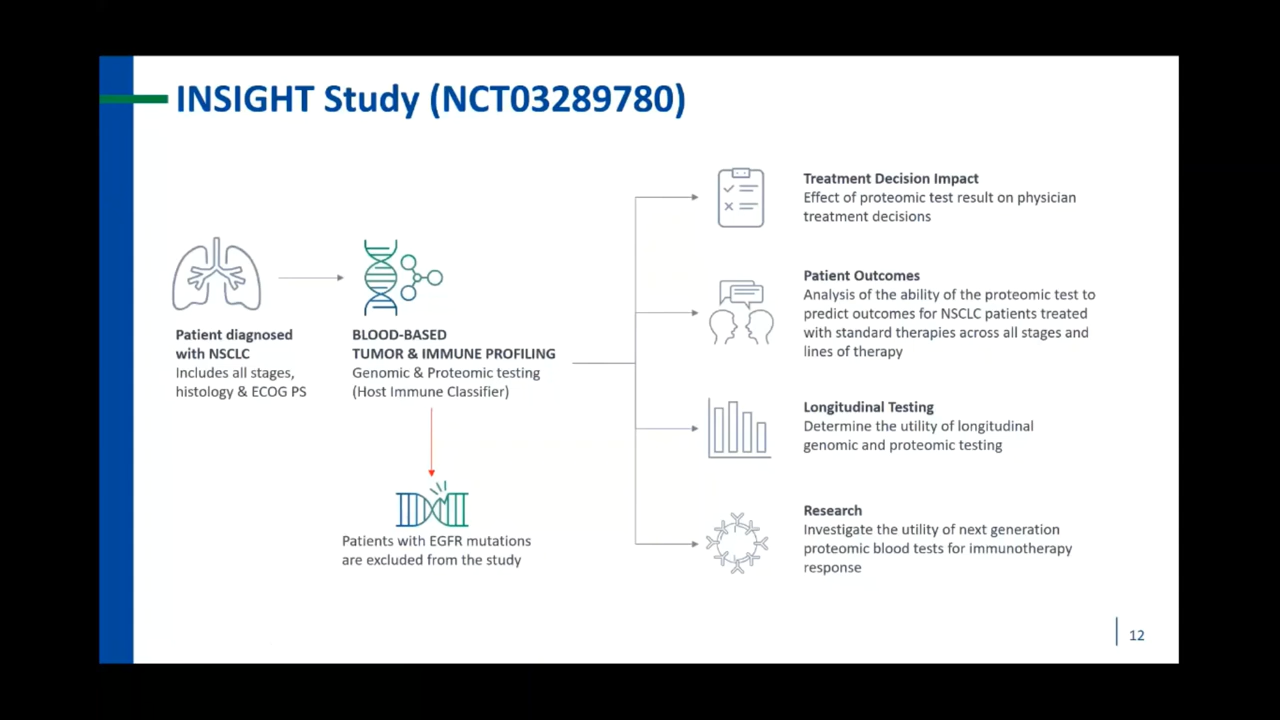 INSIGHT Study (NCT03289780)
Patient diagnosed
with NSCLC
Includes all stages,
histology & ECOG PS
BLOOD-BASED
TUMOR & IMMUNE PROFILING
Genomic & Proteomic testing
(Host Immune Classifier)
Patients with EGFR mutations
are excluded from the study
Treatment Decision Impact
Effect of proteomic test result on physician
treatment decisions
Patient Outcomes
Analysis of the ability of the proteomic test to
predict outcomes for NSCLC patients treated
with standard therapies across all stages and
lines of therapy
Longitudinal Testing
Determine the utility of longitudinal
genomic and proteomic testing
Research
Investigate the utility of next generation
proteomic blood tests for immunotherapy
response
12